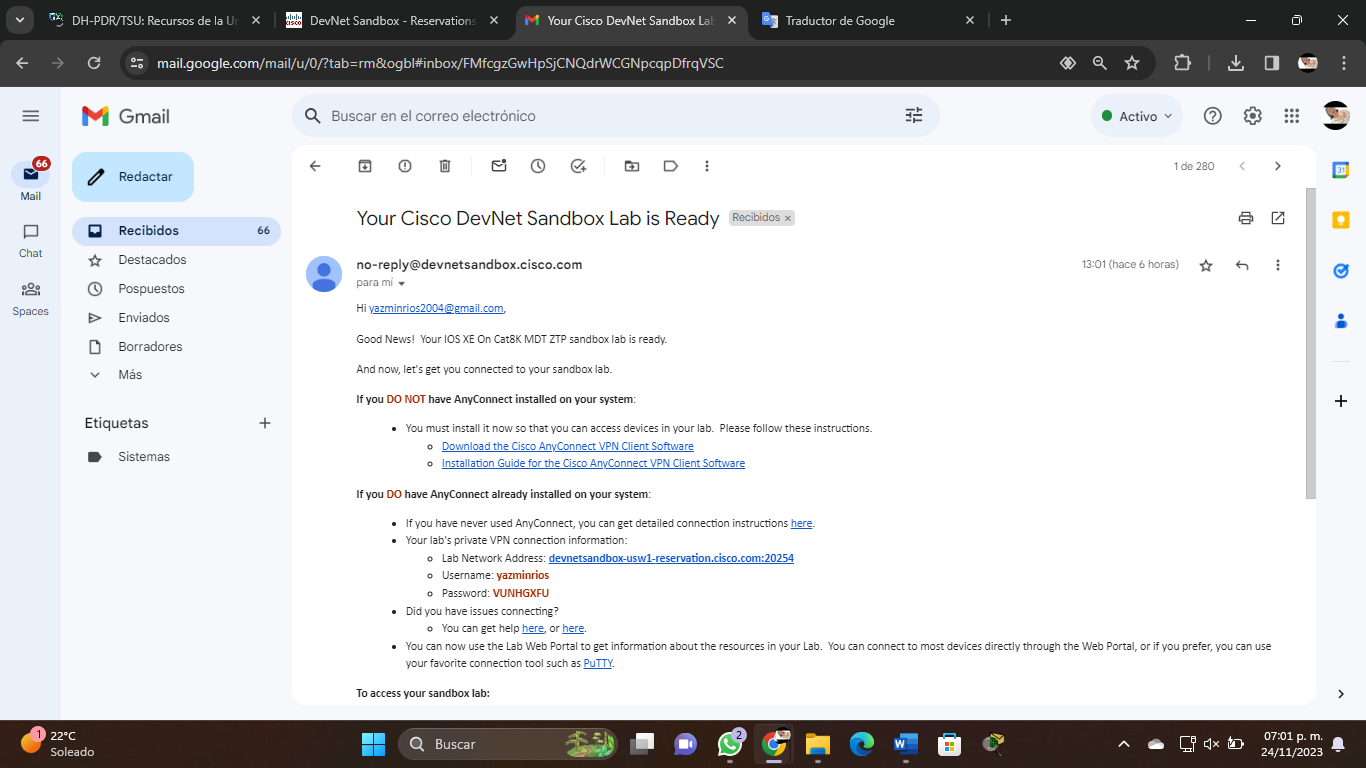 DH-PDR/TSU: Recursos de la Un
DevNet Sandbox - Reservations
Your Cisco DevNet Sandbox Lab
Traductor de Google
mail.google.com/mail/u/0/?tab=rm&ogbl#inbox/FMfcgzGwHpSjCNQdrWCGNpcqpDfrqVSC
Gmail
Buscar en el correo electrónico
Activo
66
Mail
Chat
Spaces
Redactar
Recibidos 66
Destacados
Pospuestos
Enviados
Borradores
Más
Etiquetas
Sistemas
1 de 280
Your Cisco DevNet Sandbox Lab is Ready Recibidos ×
no-reply@devnetsandbox.cisco.com 13:01 (hace 6 horas)
para mí
Hi yazminrios2004@gmail.com,
Good News! Your IOS XE On Cat8K MDT ZTP sandbox lab is ready.
And now, let's get you connected to your sandbox lab.
If you DO NOT have AnyConnect installed on your system:
You must install it now so that you can access devices in your lab. Please follow these instructions.
Download the Cisco AnyConnect VPN Client Software
Installation Guide for the Cisco AnyConnect VPN Client Software
If you DO have AnyConnect already installed on your system:
If you have never used AnyConnect, you can get detailed connection instructions here.
Your lab's private VPN connection information:
Lab Network Address: devnetsandbox-usw1-reservation.cisco.com:20254
Username: yazminrios
Password: VUNHGXFU
Did you have issues connecting?
You can get help here, or here.
You can now use the Lab Web Portal to get information about the resources in your Lab. You can connect to most devices directly through the Web Portal, or if you prefer, you can use
your favorite connection tool such as PuTTY.
To access your sandbox lab:
31
1
22°C
Soleado
Buscar
2
07:01 p. m.
24/11/2023